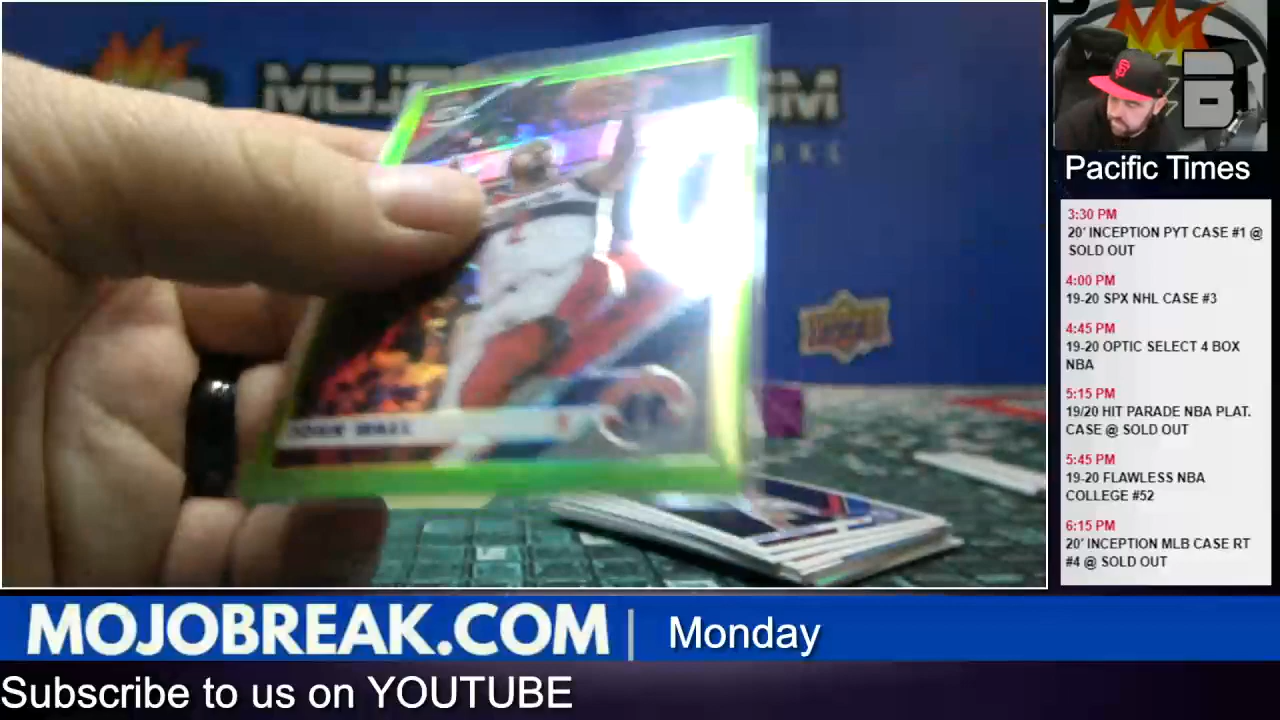 Pacific Times
3:30 PM
20' INCEPTION PYT CASE #1 @
SOLD OUT
4:00 PM
19-20 SPX NHL CASE #3
4:45 PM
19-20 OPTIC SELECT 4 BOX
NBA
5:15 PM
19/20 HIT PARADE NBA PLAT.
CASE @ SOLD OUT
5:45 PM
19-20 FLAWLESS NBA
COLLEGE #52
6:15 PM
20' INCEPTION MLB CASE RT
#4 @ SOLD OUT
JOHN WALL
MOJOBREAK.COM | Monday
Subscribe to us on YOUTUBE